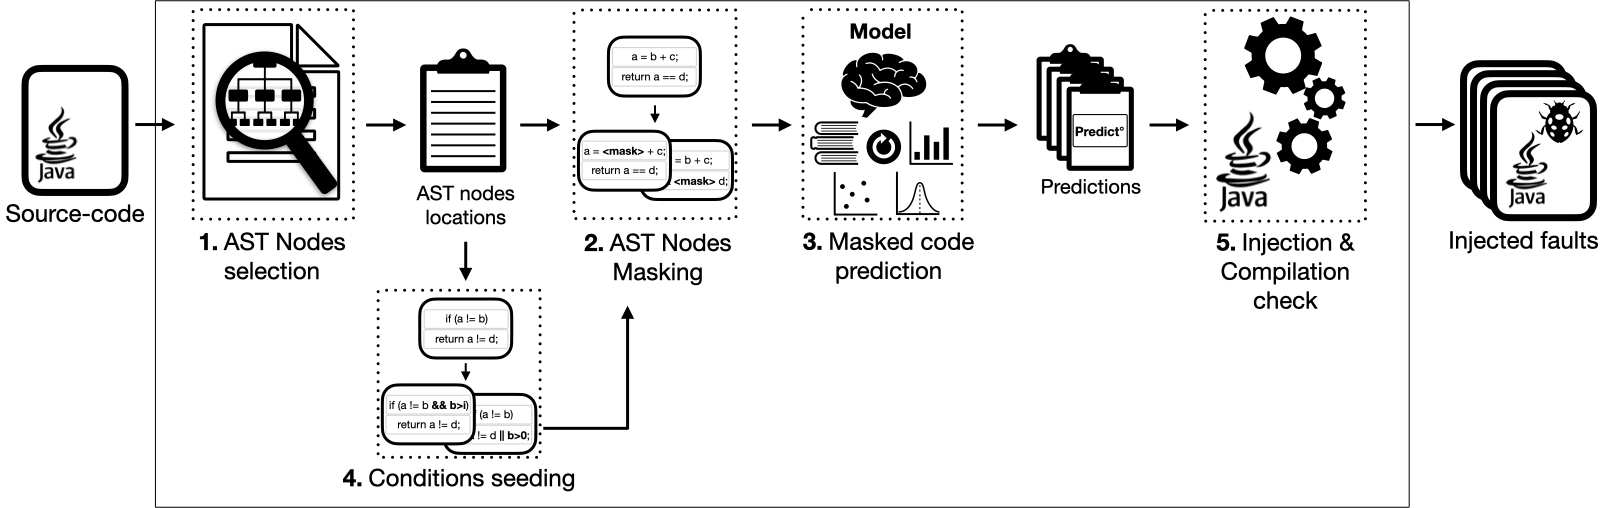 Java
Source-code
1. AST Nodes
selection
AST nodes
locations
a = b + c;
return a == d;
a = <mask> + c;
return a == d;
= b + c;
<mask> d;
2. AST Nodes
Masking
Model
3. Masked code
prediction
Predict°
Predictions
Java
5. Injection &
Compilation
check
Java
Injected faults
if (a != b)
return a != d;
if (a != b && b>i)
return a != d;
(a != b)
!= d || b>0;
4. Conditions seeding